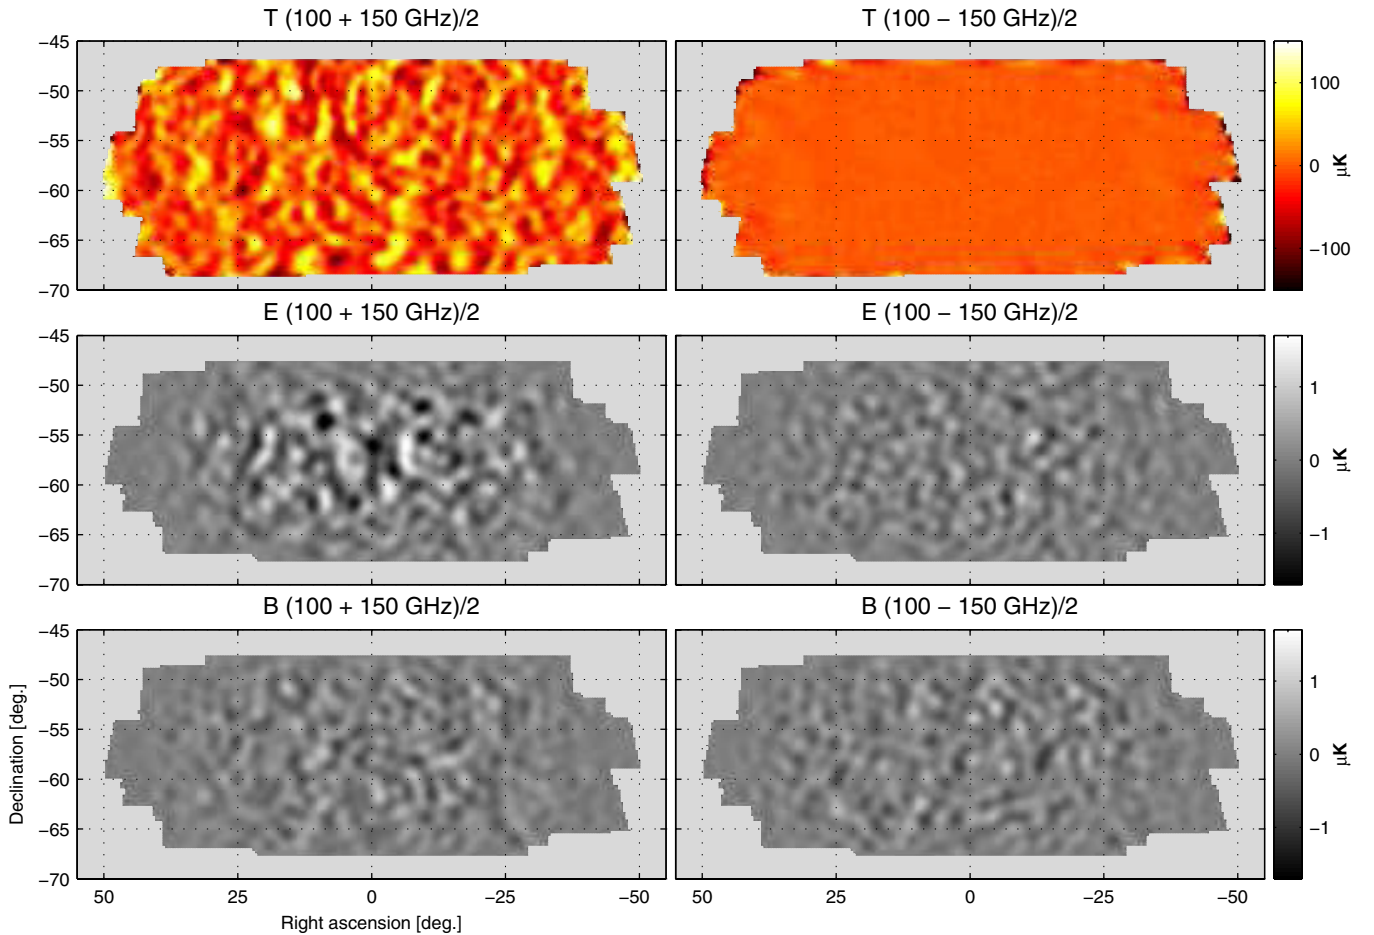 T (100 + 150 GHz)/2
T (100 − 150 GHz)/2
−45
−50
−55
−60
−65
−70
100
0
−100
μK
E (100 + 150 GHz)/2
E (100 − 150 GHz)/2
−45
−50
−55
−60
−65
−70
1
0
−1
μK
B (100 + 150 GHz)/2
B (100 − 150 GHz)/2
−45
−50
−55
−60
−65
−70
1
0
−1
μK
Declination [deg.]
50 25 0 −25 −50
50 25 0 −25 −50
Right ascension [deg.]